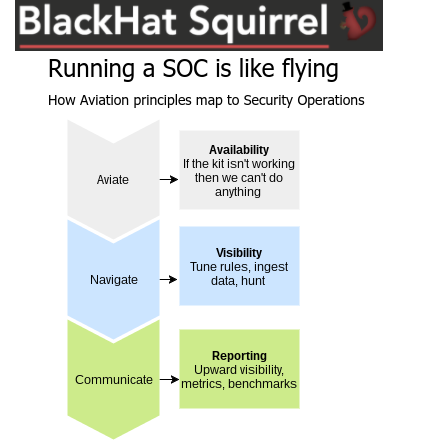 BlackHat Squirrel
Running a SOC is like flying
How Aviation principles map to Security Operations
Aviate
Availability
If the kit isn't working
then we can't do
anything
Navigate
Visibility
Tune rules, ingest
data, hunt
Communicate
Reporting
Upward visibility,
metrics, benchmarks